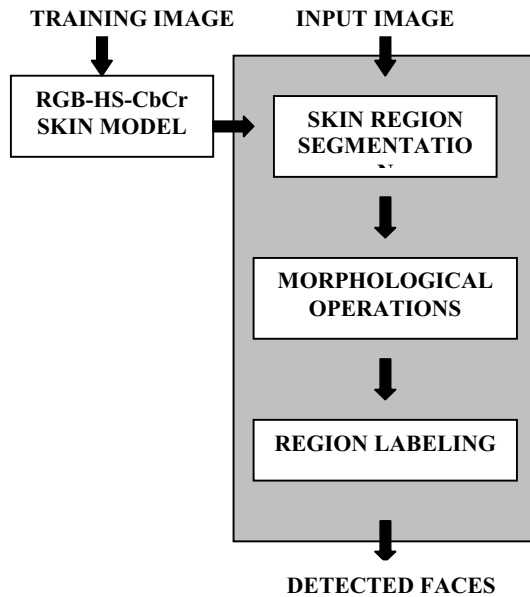 TRAINING IMAGE
INPUT IMAGE
RGB-HS-CbCr
SKIN MODEL
SKIN REGION
SEGMENTATIO
N
MORPHOLOGICAL
OPERATIONS
REGION LABELING
DETECTED FACES